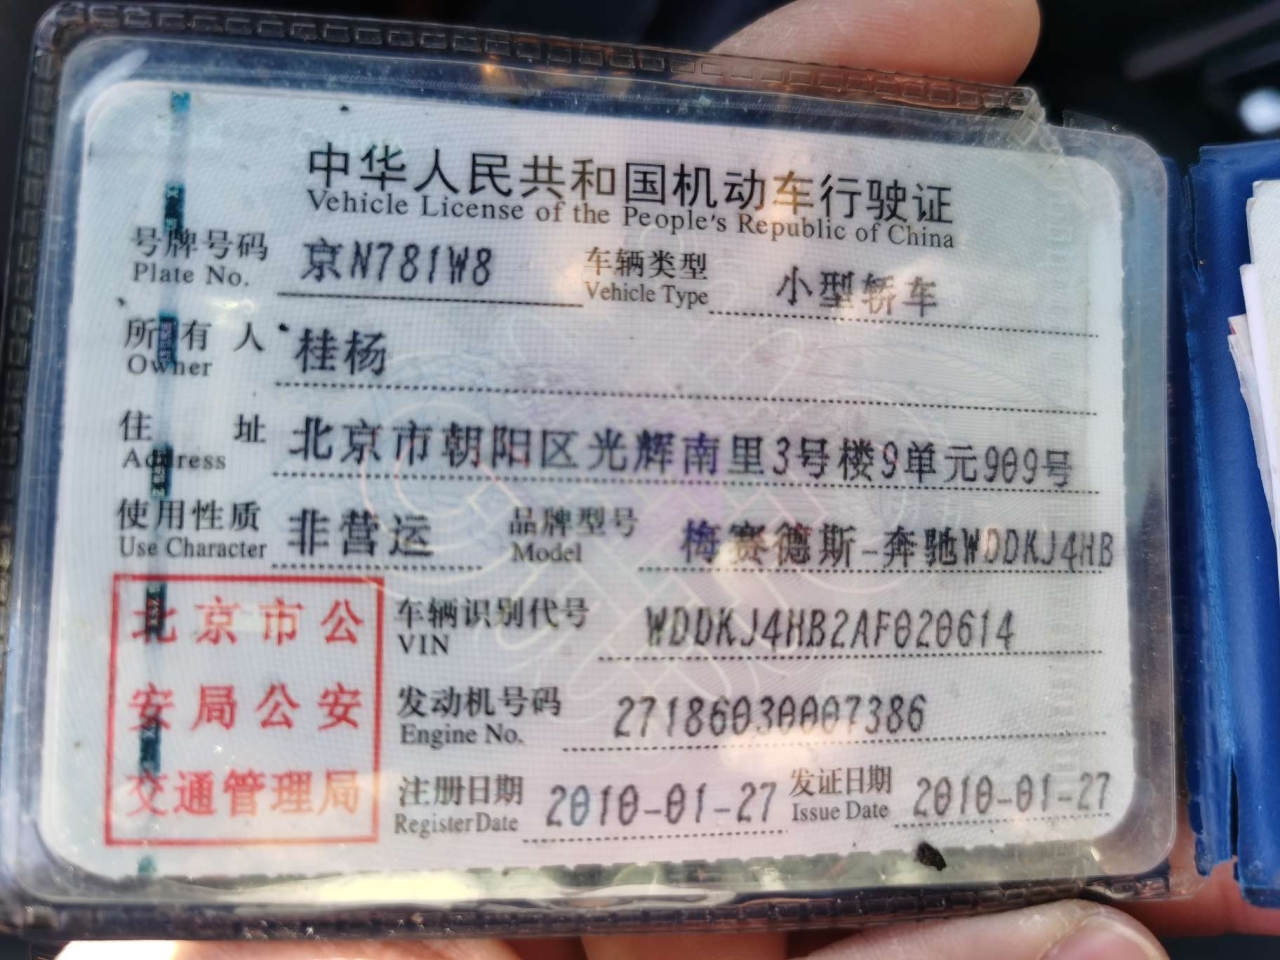 中华人民共和国机动车行驶证
Vehicle License of the People's Republic of China
号牌号码 京N781W8 车辆类型 小型轿车
Plate No. Vehicle Type
所有人 桂杨
Owner
住址 北京市朝阳区光辉南里3号楼9单元909号
Address
使用性质 非营运 品牌型号 梅赛德斯-奔驰WDDKJ4HB
Use Character Model
北京市公 车辆识别代号 WDDKJ4HB2AF020614
VIN
安局公安 发动机号码 27186030007386
Engine No.
交通管理局 注册日期 2010-01-27 发证日期 2010-01-27
Register Date Issue Date